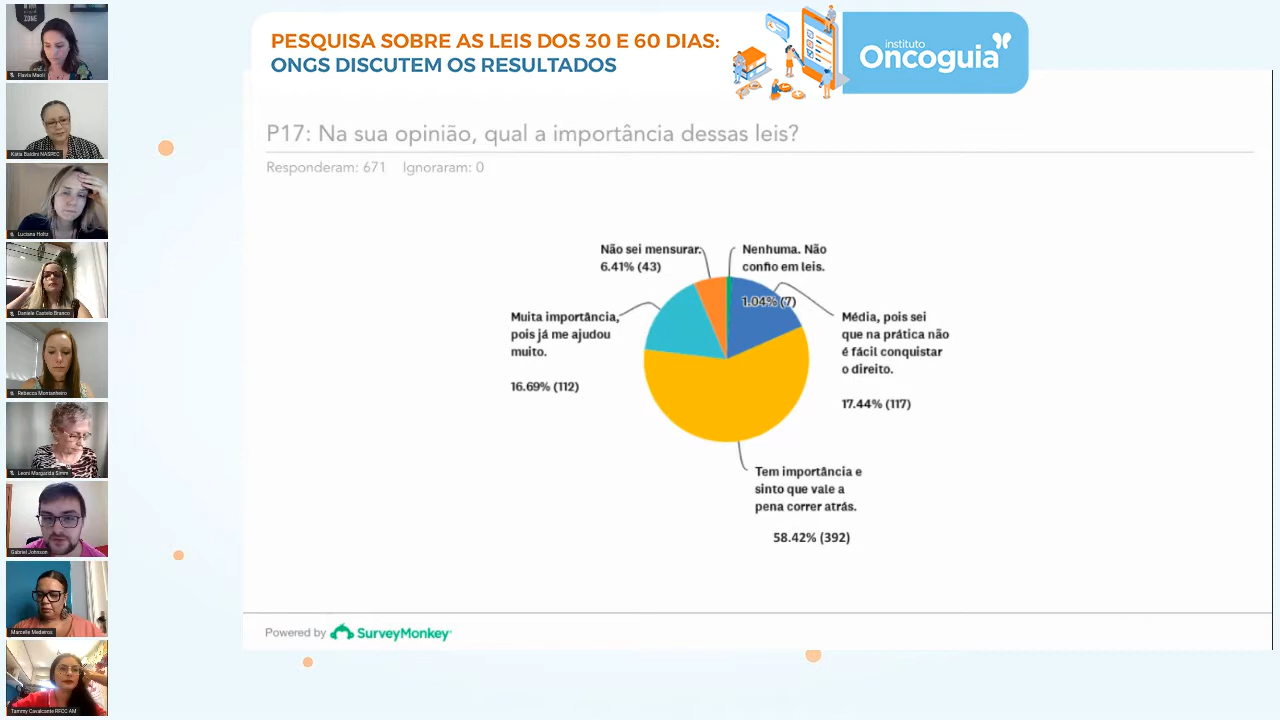 PESQUISA SOBRE AS LEIS DOS 30 E 60 DIAS:
ONGS DISCUTEM OS RESULTADOS
instituto
Oncoguia
P17: Na sua opinião, qual a importância dessas leis?
Responderam: 671 Ignoraram: 0
Não sei mensurar.
6.41% (43)
Nenhuma. Não
confio em leis.
1.04% (7)
Muita importância,
pois já me ajudou
muito.
16.69% (112)
Média, pois sei
que na prática não
é fácil conquistar
o direito.
17.44% (117)
Tem importância e
sinto que vale a
pena correr atrás.
58.42% (392)
Powered by SurveyMonkey
ZONE
Flavia Maoli
Kátia Baldini NASPEC
Luciana Holtz
Daniele Castelo Branco
Rebecca Montanheiro
Leoni Margarida Simm
Gabriel Johnson
Marcelle Medeiros
Tammy Cavalcante RFCC AM